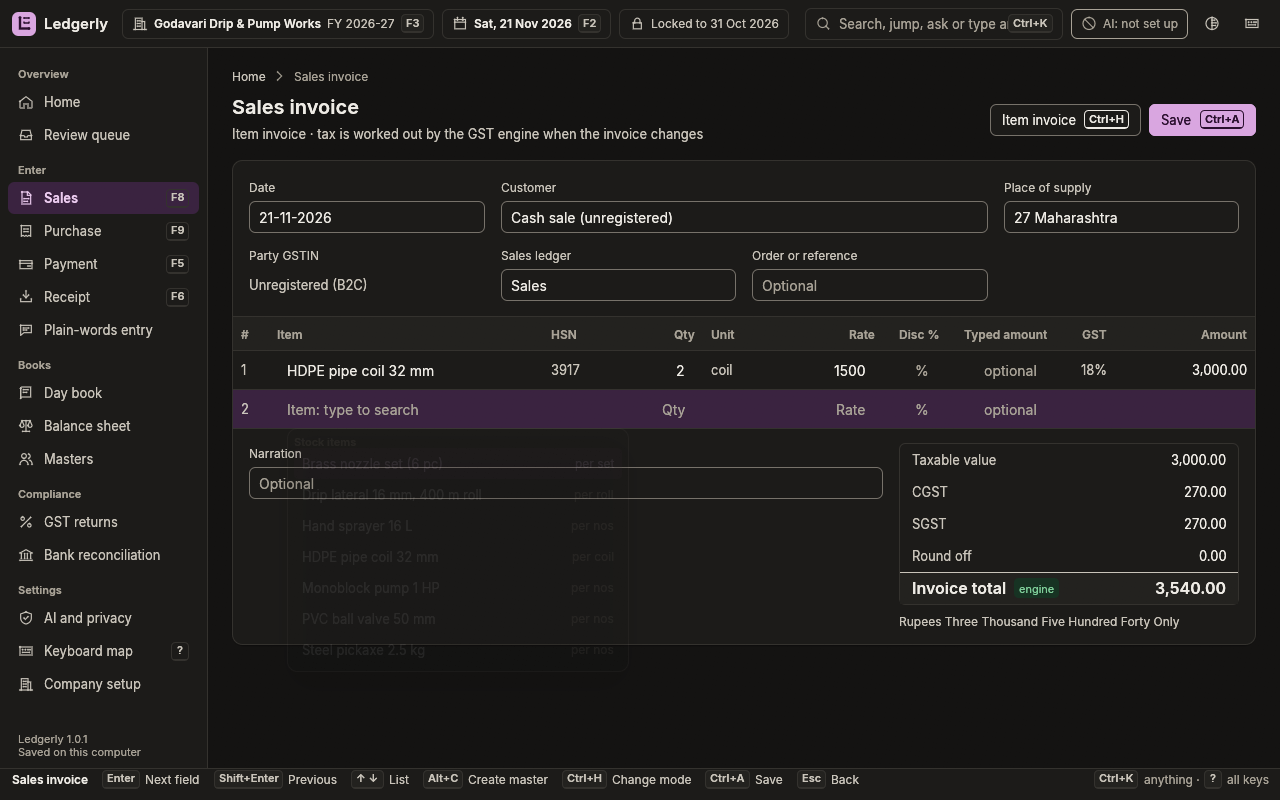 Ledgerly
Godavari Drip & Pump Works FY 2026-27 F3
Sat, 21 Nov 2026 F2
Locked to 31 Oct 2026
Search, jump, ask or type a Ctrl+K
AI: not set up
Overview
Home
Review queue
Enter
Sales F8
Purchase F9
Payment F5
Receipt F6
Plain-words entry
Books
Day book
Balance sheet
Masters
Compliance
GST returns
Bank reconciliation
Settings
AI and privacy
Keyboard map ?
Company setup
Ledgerly 1.0.1
Saved on this computer
Home > Sales invoice
Sales invoice
Item invoice · tax is worked out by the GST engine when the invoice changes
Item invoice Ctrl+H
Save Ctrl+A
Date Customer Place of supply
21-11-2026 Cash sale (unregistered) 27 Maharashtra
Party GSTIN Sales ledger Order or reference
Unregistered (B2C) Sales Optional
# Item HSN Qty Unit Rate Disc % Typed amount GST Amount
1 HDPE pipe coil 32 mm 3917 2 coil 1500 % optional 18% 3,000.00
2 Item: type to search Qty Rate % optional
Narration
Optional
Stock items
Brass nozzle set (6 pc) per set
Drip lateral 16 mm, 400 m roll per roll
Hand sprayer 16 L per nos
HDPE pipe coil 32 mm per coil
Monoblock pump 1 HP per nos
PVC ball valve 50 mm per nos
Steel pickaxe 2.5 kg per nos
Taxable value 3,000.00
CGST 270.00
SGST 270.00
Round off 0.00
Invoice total engine 3,540.00
Rupees Three Thousand Five Hundred Forty Only
Sales invoice Enter Next field Shift+Enter Previous ↑ ↓ List Alt+C Create master Ctrl+H Change mode Ctrl+A Save Esc Back Ctrl+K anything · ? all keys